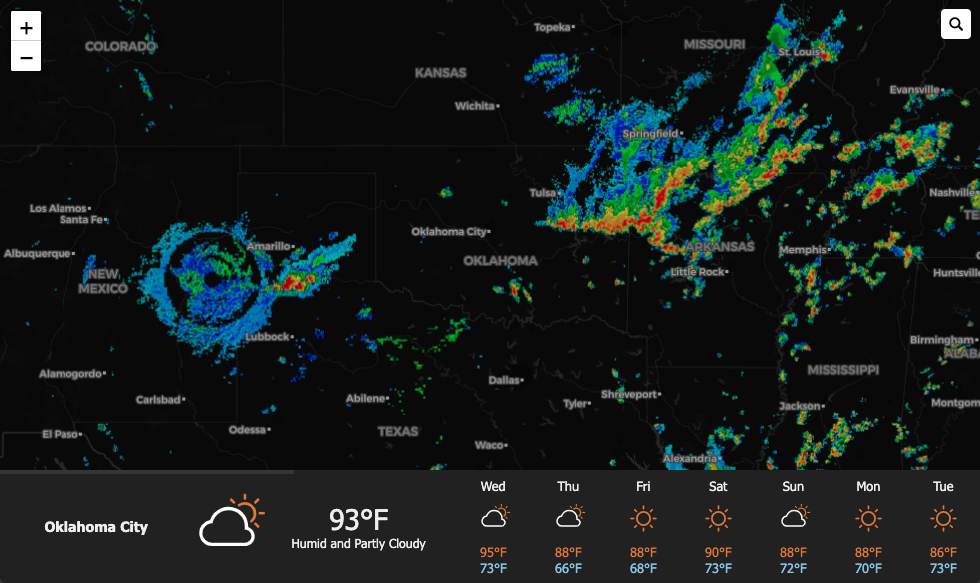 +
−
Topeka
COLORADO
MISSOURI
St. Louis
KANSAS
Evansville
Wichita
Springfield
Tulsa
Nashville
Los Alamos
Santa Fe
TE
Oklahoma City
Albuquerque
Amarillo
ARKANSAS
Memphis
OKLAHOMA
NEW
MEXICO
Little Rock
Huntsvill
Lubbock
Birmingham
ALABA
Alamogordo
Dallas
MISSISSIPPI
Carlsbad
Abilene
Shreveport
Tyler
Jackson
Montgom
El Paso
Odessa
TEXAS
Waco
Alexandria
Oklahoma City
93°F
Humid and Partly Cloudy
Wed Thu Fri Sat Sun Mon Tue
95°F 88°F 88°F 90°F 88°F 88°F 86°F
73°F 66°F 68°F 73°F 72°F 70°F 73°F